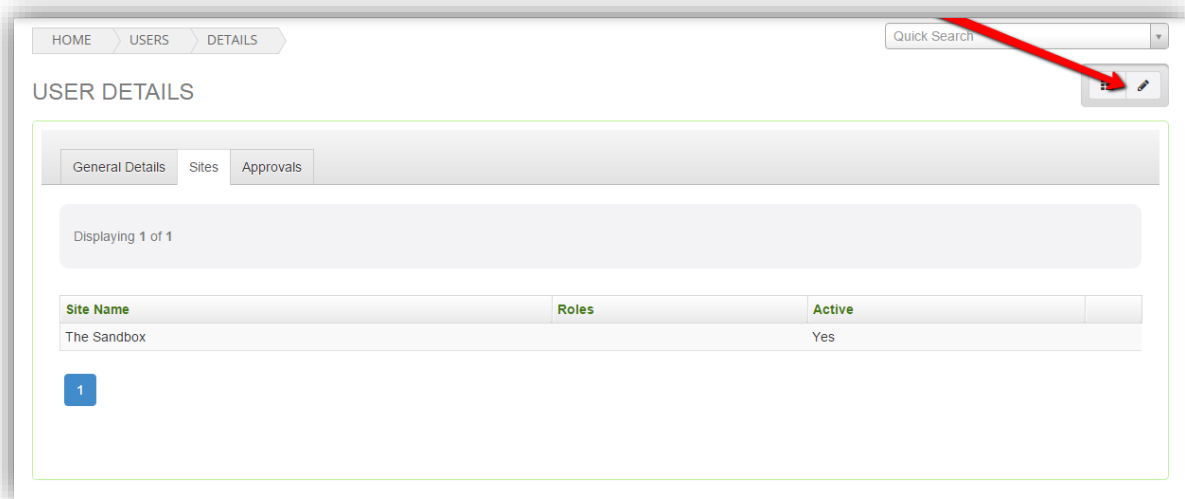 HOME USERS DETAILS Quick Search
USER DETAILS
General Details Sites Approvals
Displaying 1 of 1
Site Name Roles Active
The Sandbox Yes
1